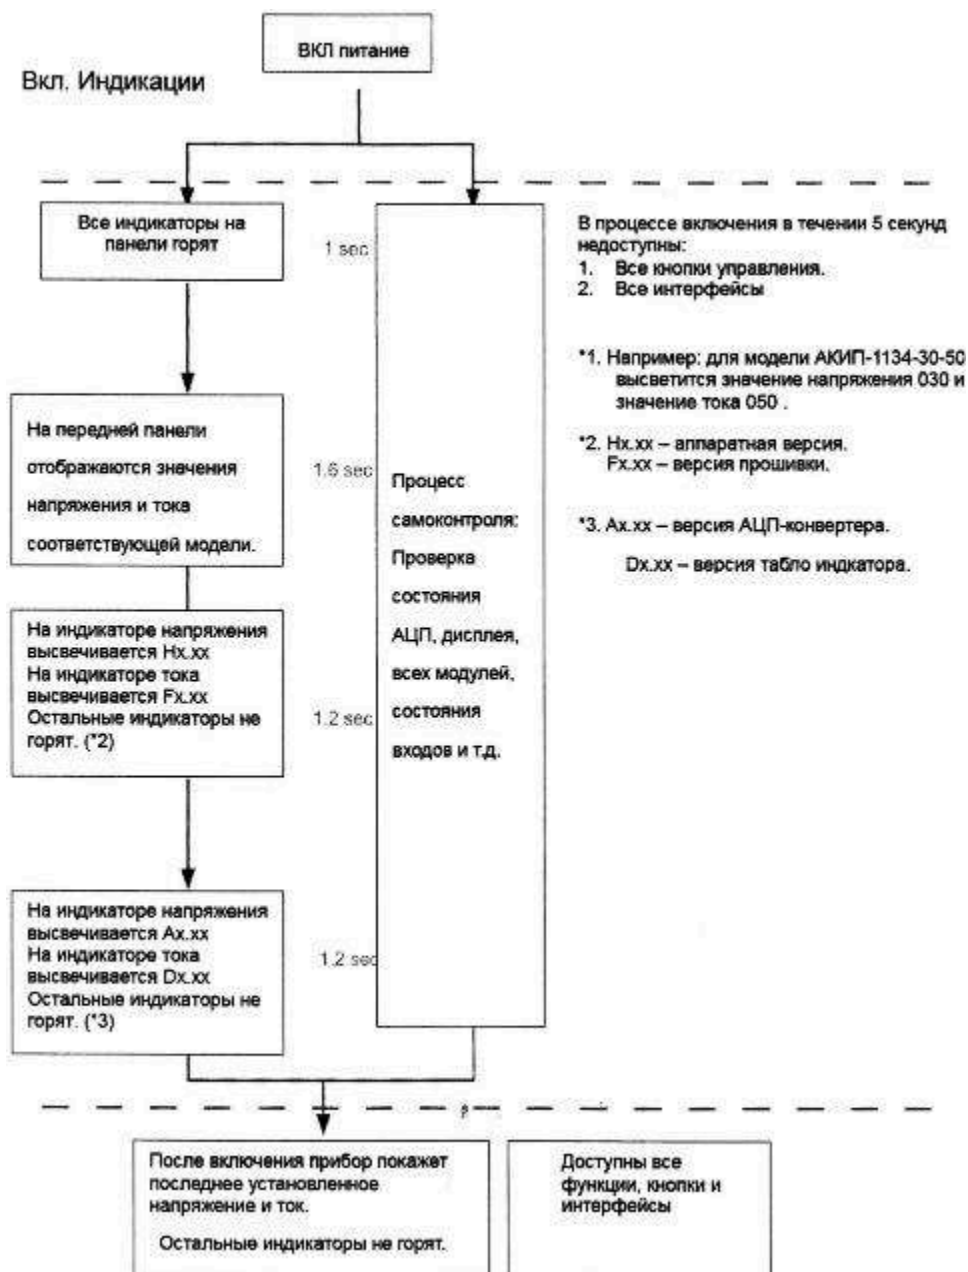 ВКЛ питание
Вкл. Индикации
Все индикаторы на
панели горят
1 sec
На передней панели
отображаются значения
напряжения и тока
соответствующей модели.
1.6 sec
На индикаторе напряжения
высвечивается Hx.xx
На индикаторе тока
высвечивается Fx.xx
Остальные индикаторы не
горят. (*2)
1.2 sec
На индикаторе напряжения
высвечивается Ax.xx
На индикаторе тока
высвечивается Dx.xx
Остальные индикаторы не
горят. (*3)
1.2 sec
Процесс
самоконтроля:
Проверка
состояния
АЦП, дисплея,
всех модулей,
состояния
входов и т.д.
В процессе включения в течении 5 секунд
недоступны:
1. Все кнопки управления.
2. Все интерфейсы
*1. Например: для модели АКИП-1134-30-50
высветится значение напряжения 030 и
значение тока 050 .
*2. Hx.xx – аппаратная версия.
Fx.xx – версия прошивки.
*3. Ax.xx – версия АЦП-конвертера.
Dx.xx – версия табло индкатора.
После включения прибор покажет
последнее установленное
напряжение и ток.
Остальные индикаторы не горят.
Доступны все
функции, кнопки и
интерфейсы